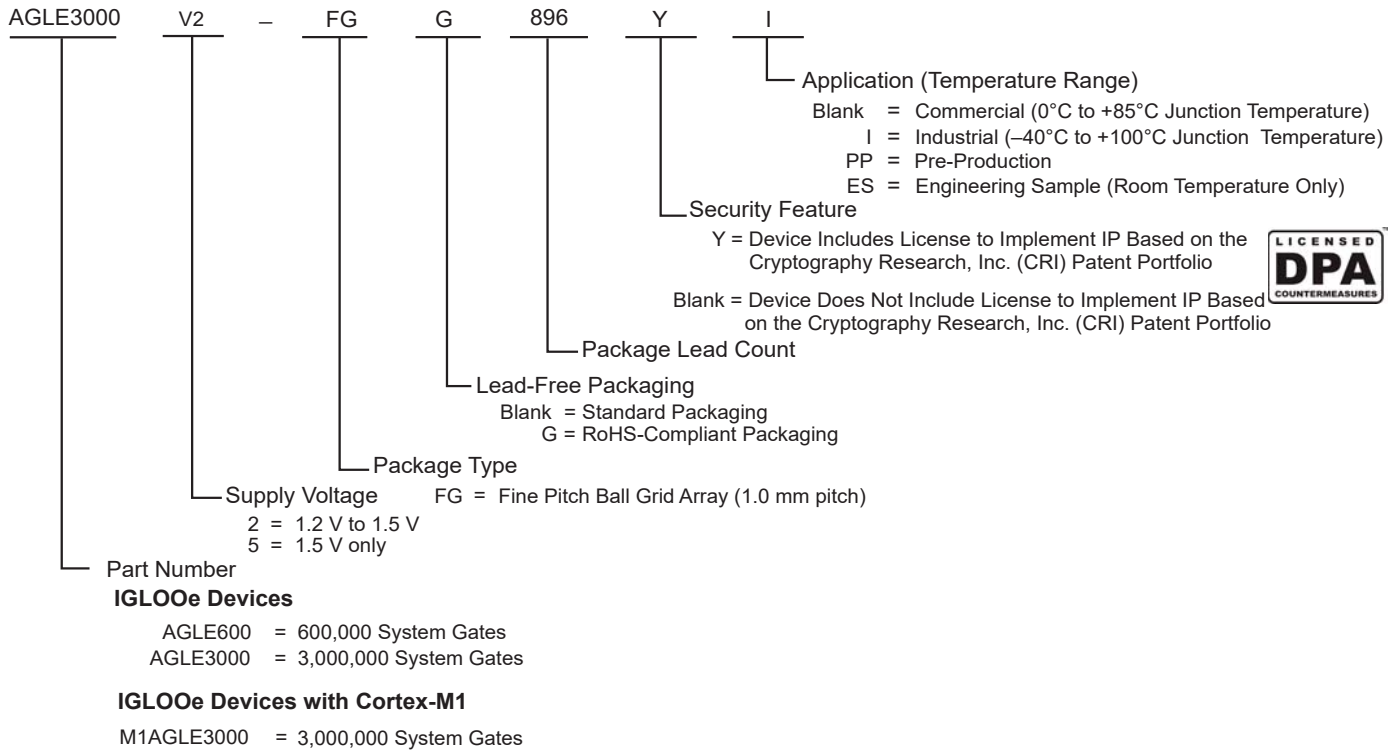 AGLE3000 V2 – FG G 896 Y I
Application (Temperature Range)
Blank = Commercial (0°C to +85°C Junction Temperature)
I = Industrial (–40°C to +100°C Junction Temperature)
PP = Pre-Production
ES = Engineering Sample (Room Temperature Only)
Security Feature
Y = Device Includes License to Implement IP Based on the
Cryptography Research, Inc. (CRI) Patent Portfolio
LICENSED
DPA
COUNTERMEASURES
Blank = Device Does Not Include License to Implement IP Based
on the Cryptography Research, Inc. (CRI) Patent Portfolio
Package Lead Count
Lead-Free Packaging
Blank = Standard Packaging
G = RoHS-Compliant Packaging
Package Type
FG = Fine Pitch Ball Grid Array (1.0 mm pitch)
Supply Voltage
2 = 1.2 V to 1.5 V
5 = 1.5 V only
Part Number
IGLOOe Devices
AGLE600 = 600,000 System Gates
AGLE3000 = 3,000,000 System Gates
IGLOOe Devices with Cortex-M1
M1AGLE3000 = 3,000,000 System Gates